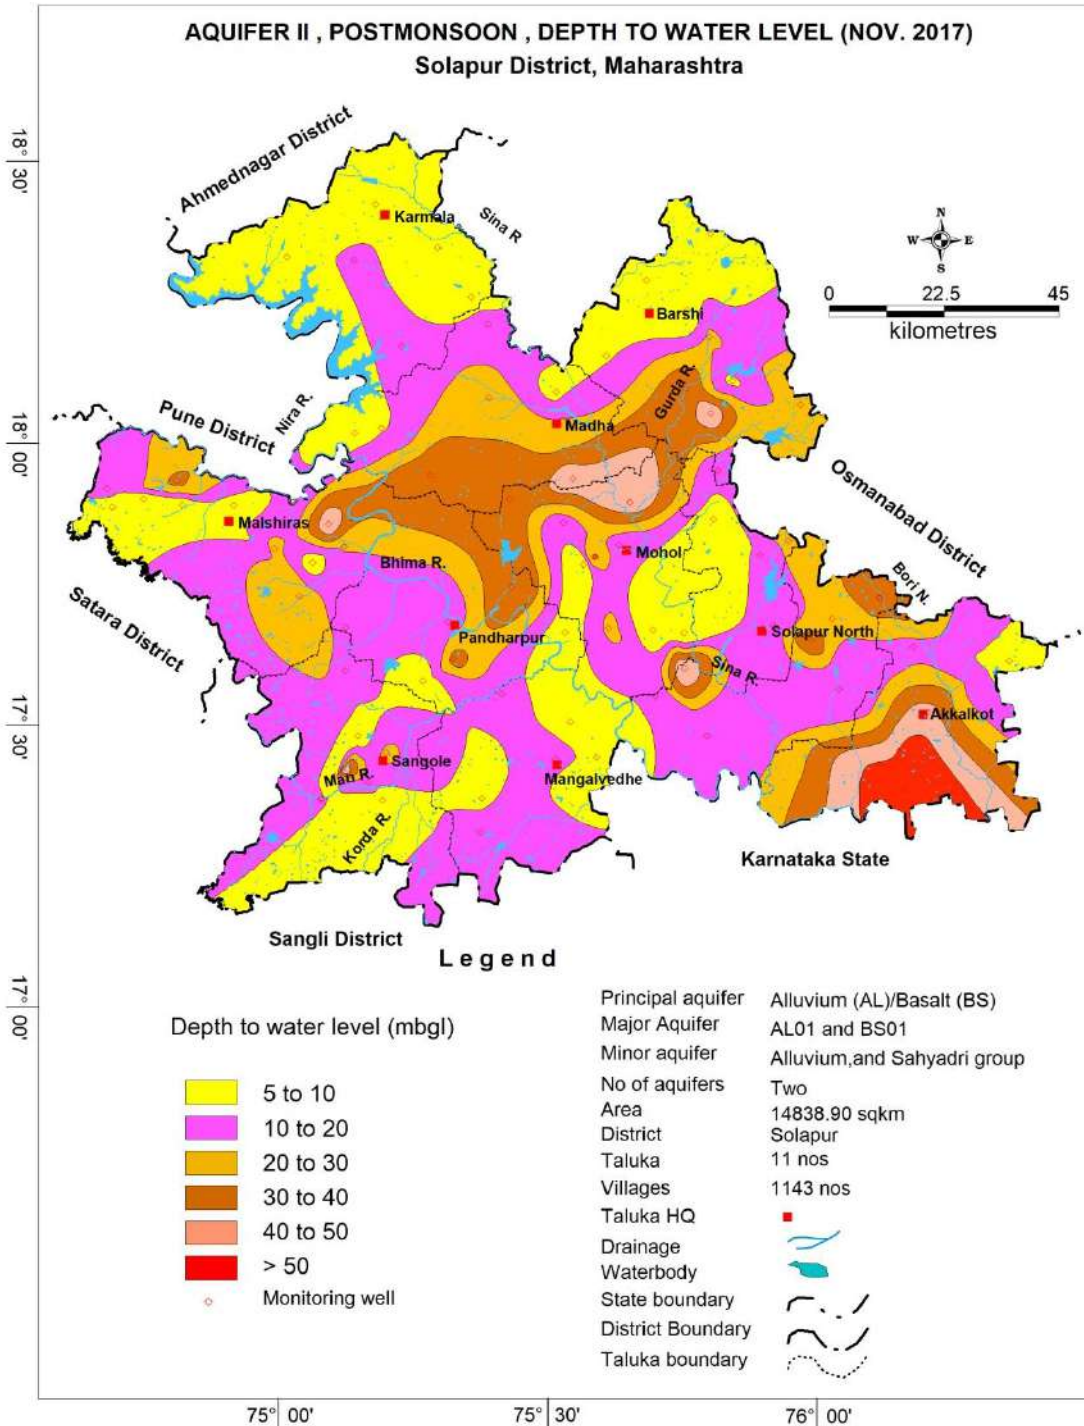 AQUIFER II , POSTMONSOON , DEPTH TO WATER LEVEL (NOV. 2017)
Solapur District, Maharashtra
18° 30'
Ahmednagar District
Karmala
Sina R
N
W E
S
0 22.5 45
kilometres
Barshi
Gurda R.
Nira R.
Pune District
Madha
18° 00'
Osmanabad District
Malshiras
Mohol
Bhima R.
Bori N.
Satara District
Pandharpur
Solapur North
Sina R.
17° 30'
Akkalkot
Sangole
Man R.
Mangalvedhe
Korda R.
Karnataka State
Sangli District
Legend
17° 00'
Depth to water level (mbgl)
5 to 10
10 to 20
20 to 30
30 to 40
40 to 50
> 50
Monitoring well
Principal aquifer Alluvium (AL)/Basalt (BS)
Major Aquifer AL01 and BS01
Minor aquifer Alluvium,and Sahyadri group
No of aquifers Two
Area 14838.90 sqkm
District Solapur
Taluka 11 nos
Villages 1143 nos
Taluka HQ
Drainage
Waterbody
State boundary
District Boundary
Taluka boundary
75° 00' 75° 30' 76° 00'